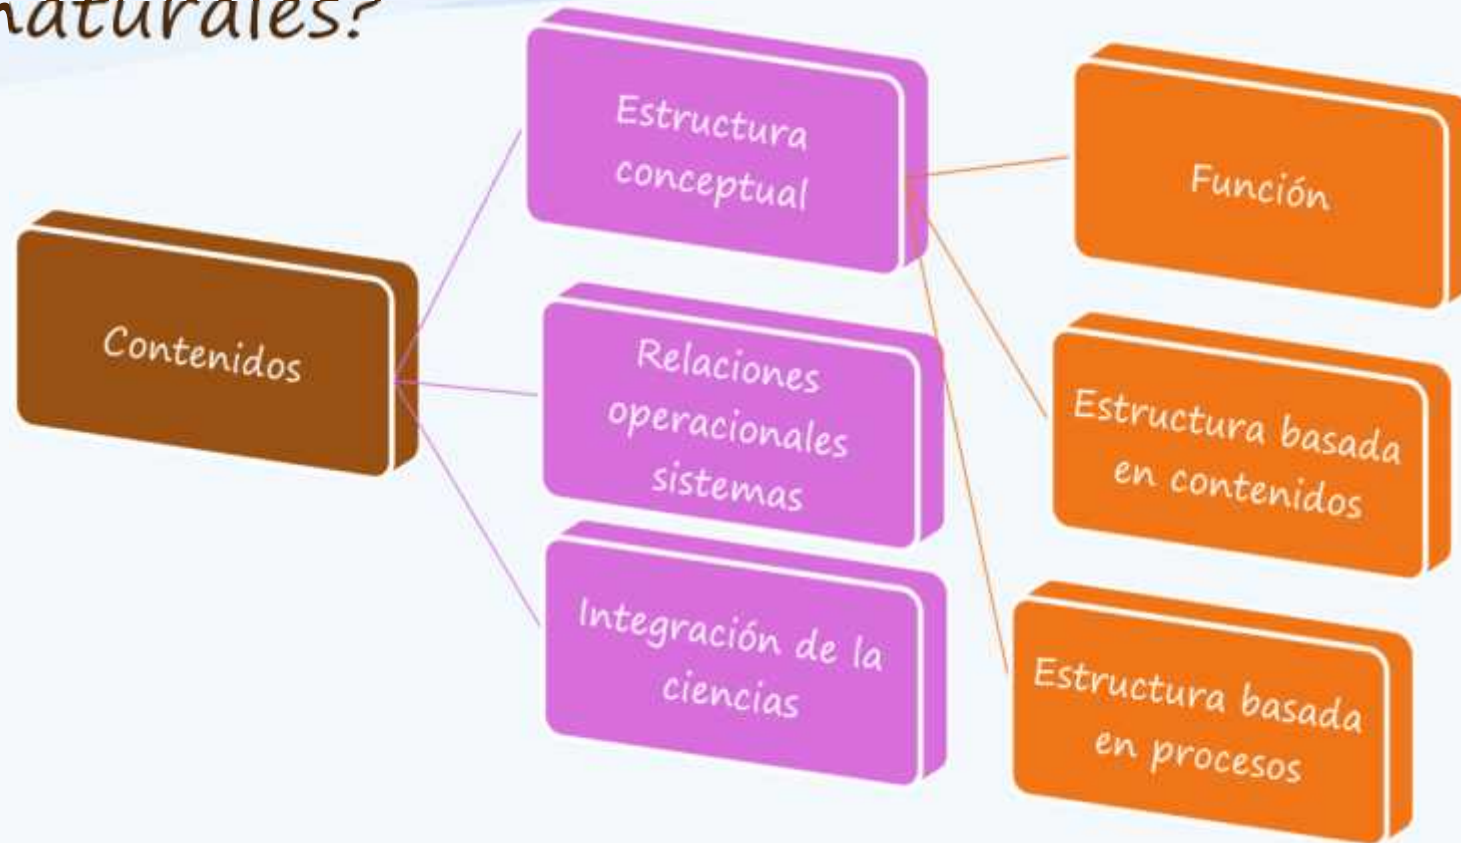 naturales?
Contenidos
Estructura
conceptual
Relaciones
operacionales
sistemas
Integración de la
ciencias
Función
Estructura basada
en contenidos
Estructura basada
en procesos